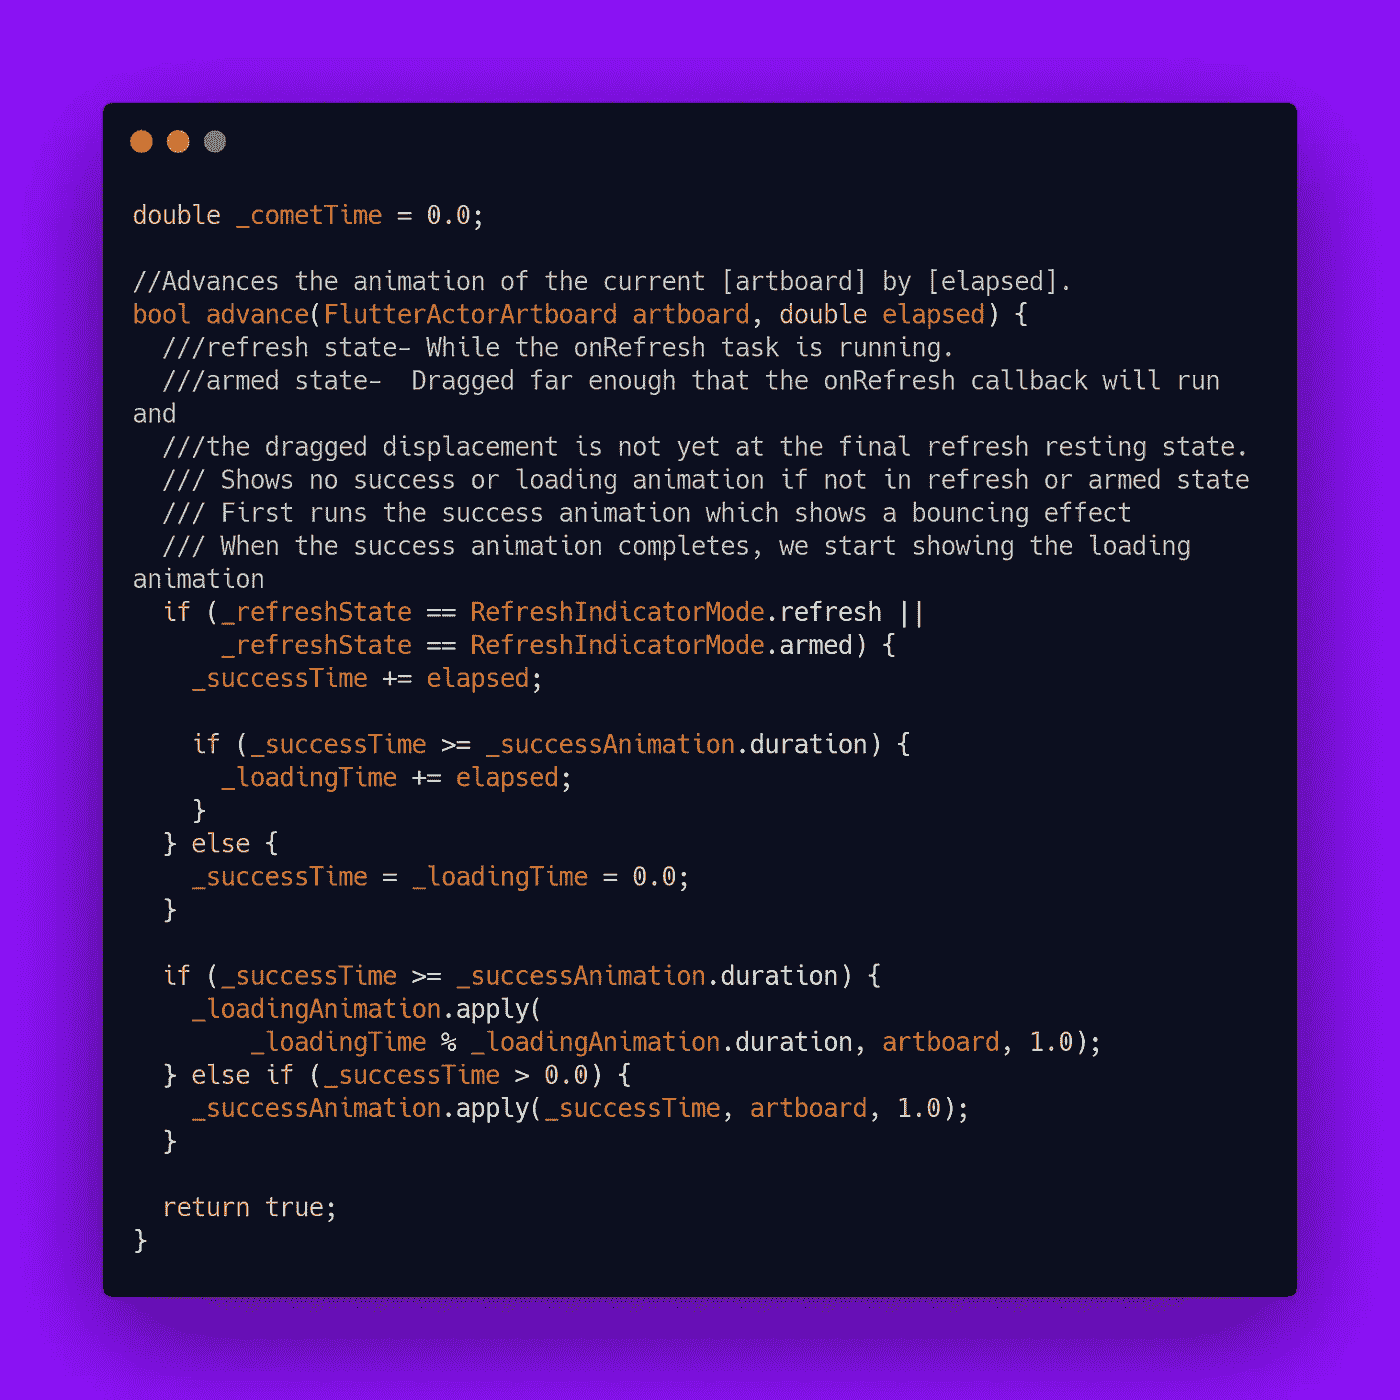 double _cometTime = 0.0;

//Advances the animation of the current [artboard] by [elapsed].
bool advance(FlutterActorArtboard artboard, double elapsed) {
  ///refresh state– While the onRefresh task is running.
  ///armed state–  Dragged far enough that the onRefresh callback will run
and
  ///the dragged displacement is not yet at the final refresh resting state.
  /// Shows no success or loading animation if not in refresh or armed state
  /// First runs the success animation which shows a bouncing effect
  /// When the success animation completes, we start showing the loading
animation
  if (_refreshState == RefreshIndicatorMode.refresh ||
      _refreshState == RefreshIndicatorMode.armed) {
    _successTime += elapsed;

    if (_successTime >= _successAnimation.duration) {
      _loadingTime += elapsed;
    }
  } else {
    _successTime = _loadingTime = 0.0;
  }

  if (_successTime >= _successAnimation.duration) {
    _loadingAnimation.apply(
        _loadingTime % _loadingAnimation.duration, artboard, 1.0);
  } else if (_successTime > 0.0) {
    _successAnimation.apply(_successTime, artboard, 1.0);
  }

  return true;
}